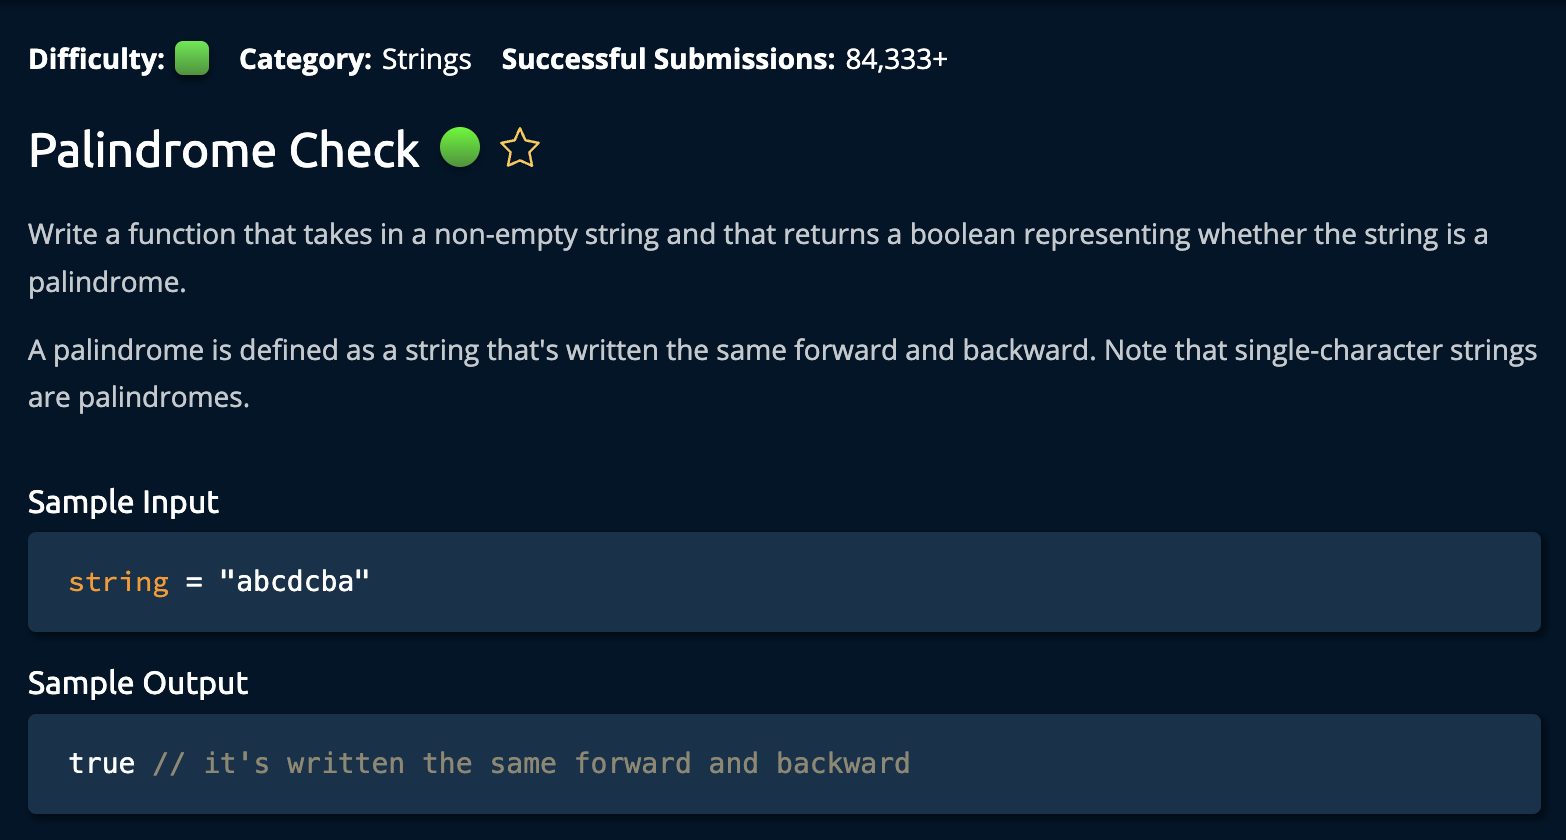 Difficulty: Category: Strings Successful Submissions: 84,333+
Palindrome Check
Write a function that takes in a non-empty string and that returns a boolean representing whether the string is a
palindrome.
A palindrome is defined as a string that's written the same forward and backward. Note that single-character strings
are palindromes.
Sample Input
string = "abcdcba"
Sample Output
true // it's written the same forward and backward